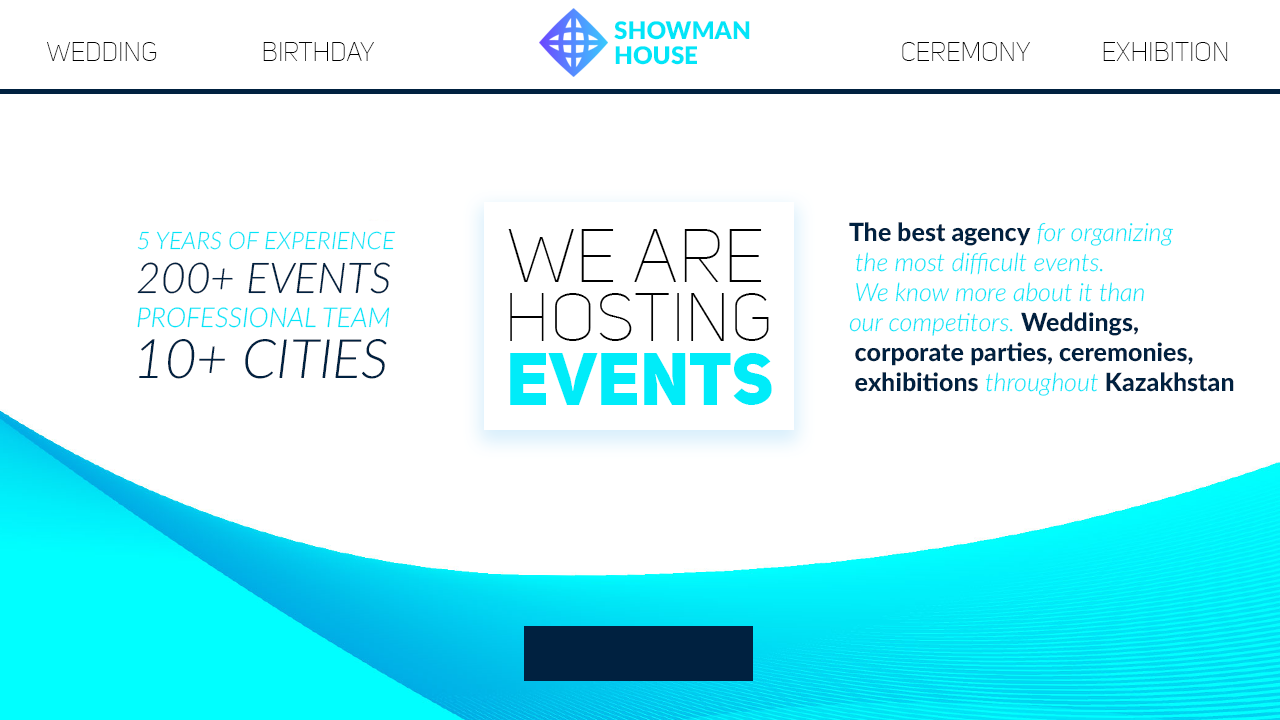 WEDDING
BIRTHDAY
SHOWMAN
HOUSE
CEREMONY
EXHIBITION
5 YEARS OF EXPERIENCE
200+ EVENTS
PROFESSIONAL TEAM
10+ CITIES
WE ARE
HOSTING
EVENTS
The best agency for organizing
the most difficult events.
We know more about it than
our competitors. Weddings,
corporate parties, ceremonies,
exhibitions throughout Kazakhstan